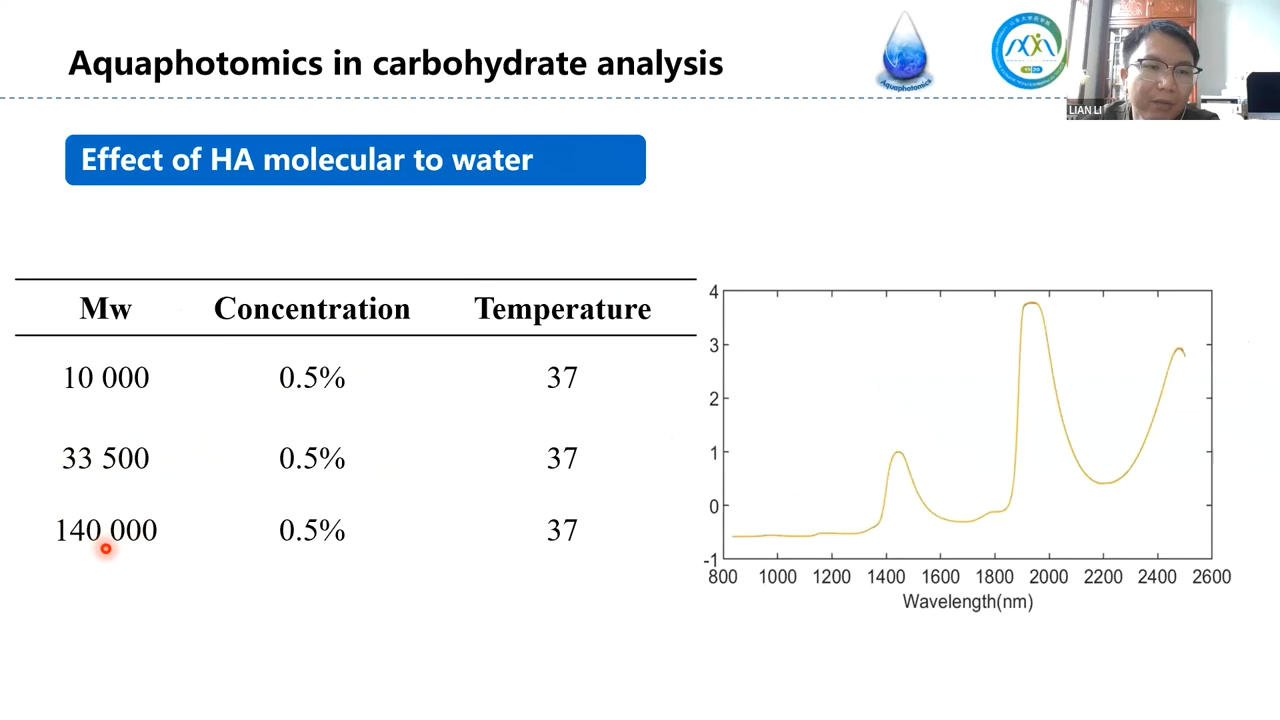 Aquaphotomics in carbohydrate analysis
Aquaphotomics
LIAN LI
Effect of HA molecular to water
Mw Concentration Temperature
10 000 0.5% 37
33 500 0.5% 37
140 000 0.5% 37
4
3
2
1
0
-1
800 1000 1200 1400 1600 1800 2000 2200 2400 2600
Wavelength(nm)